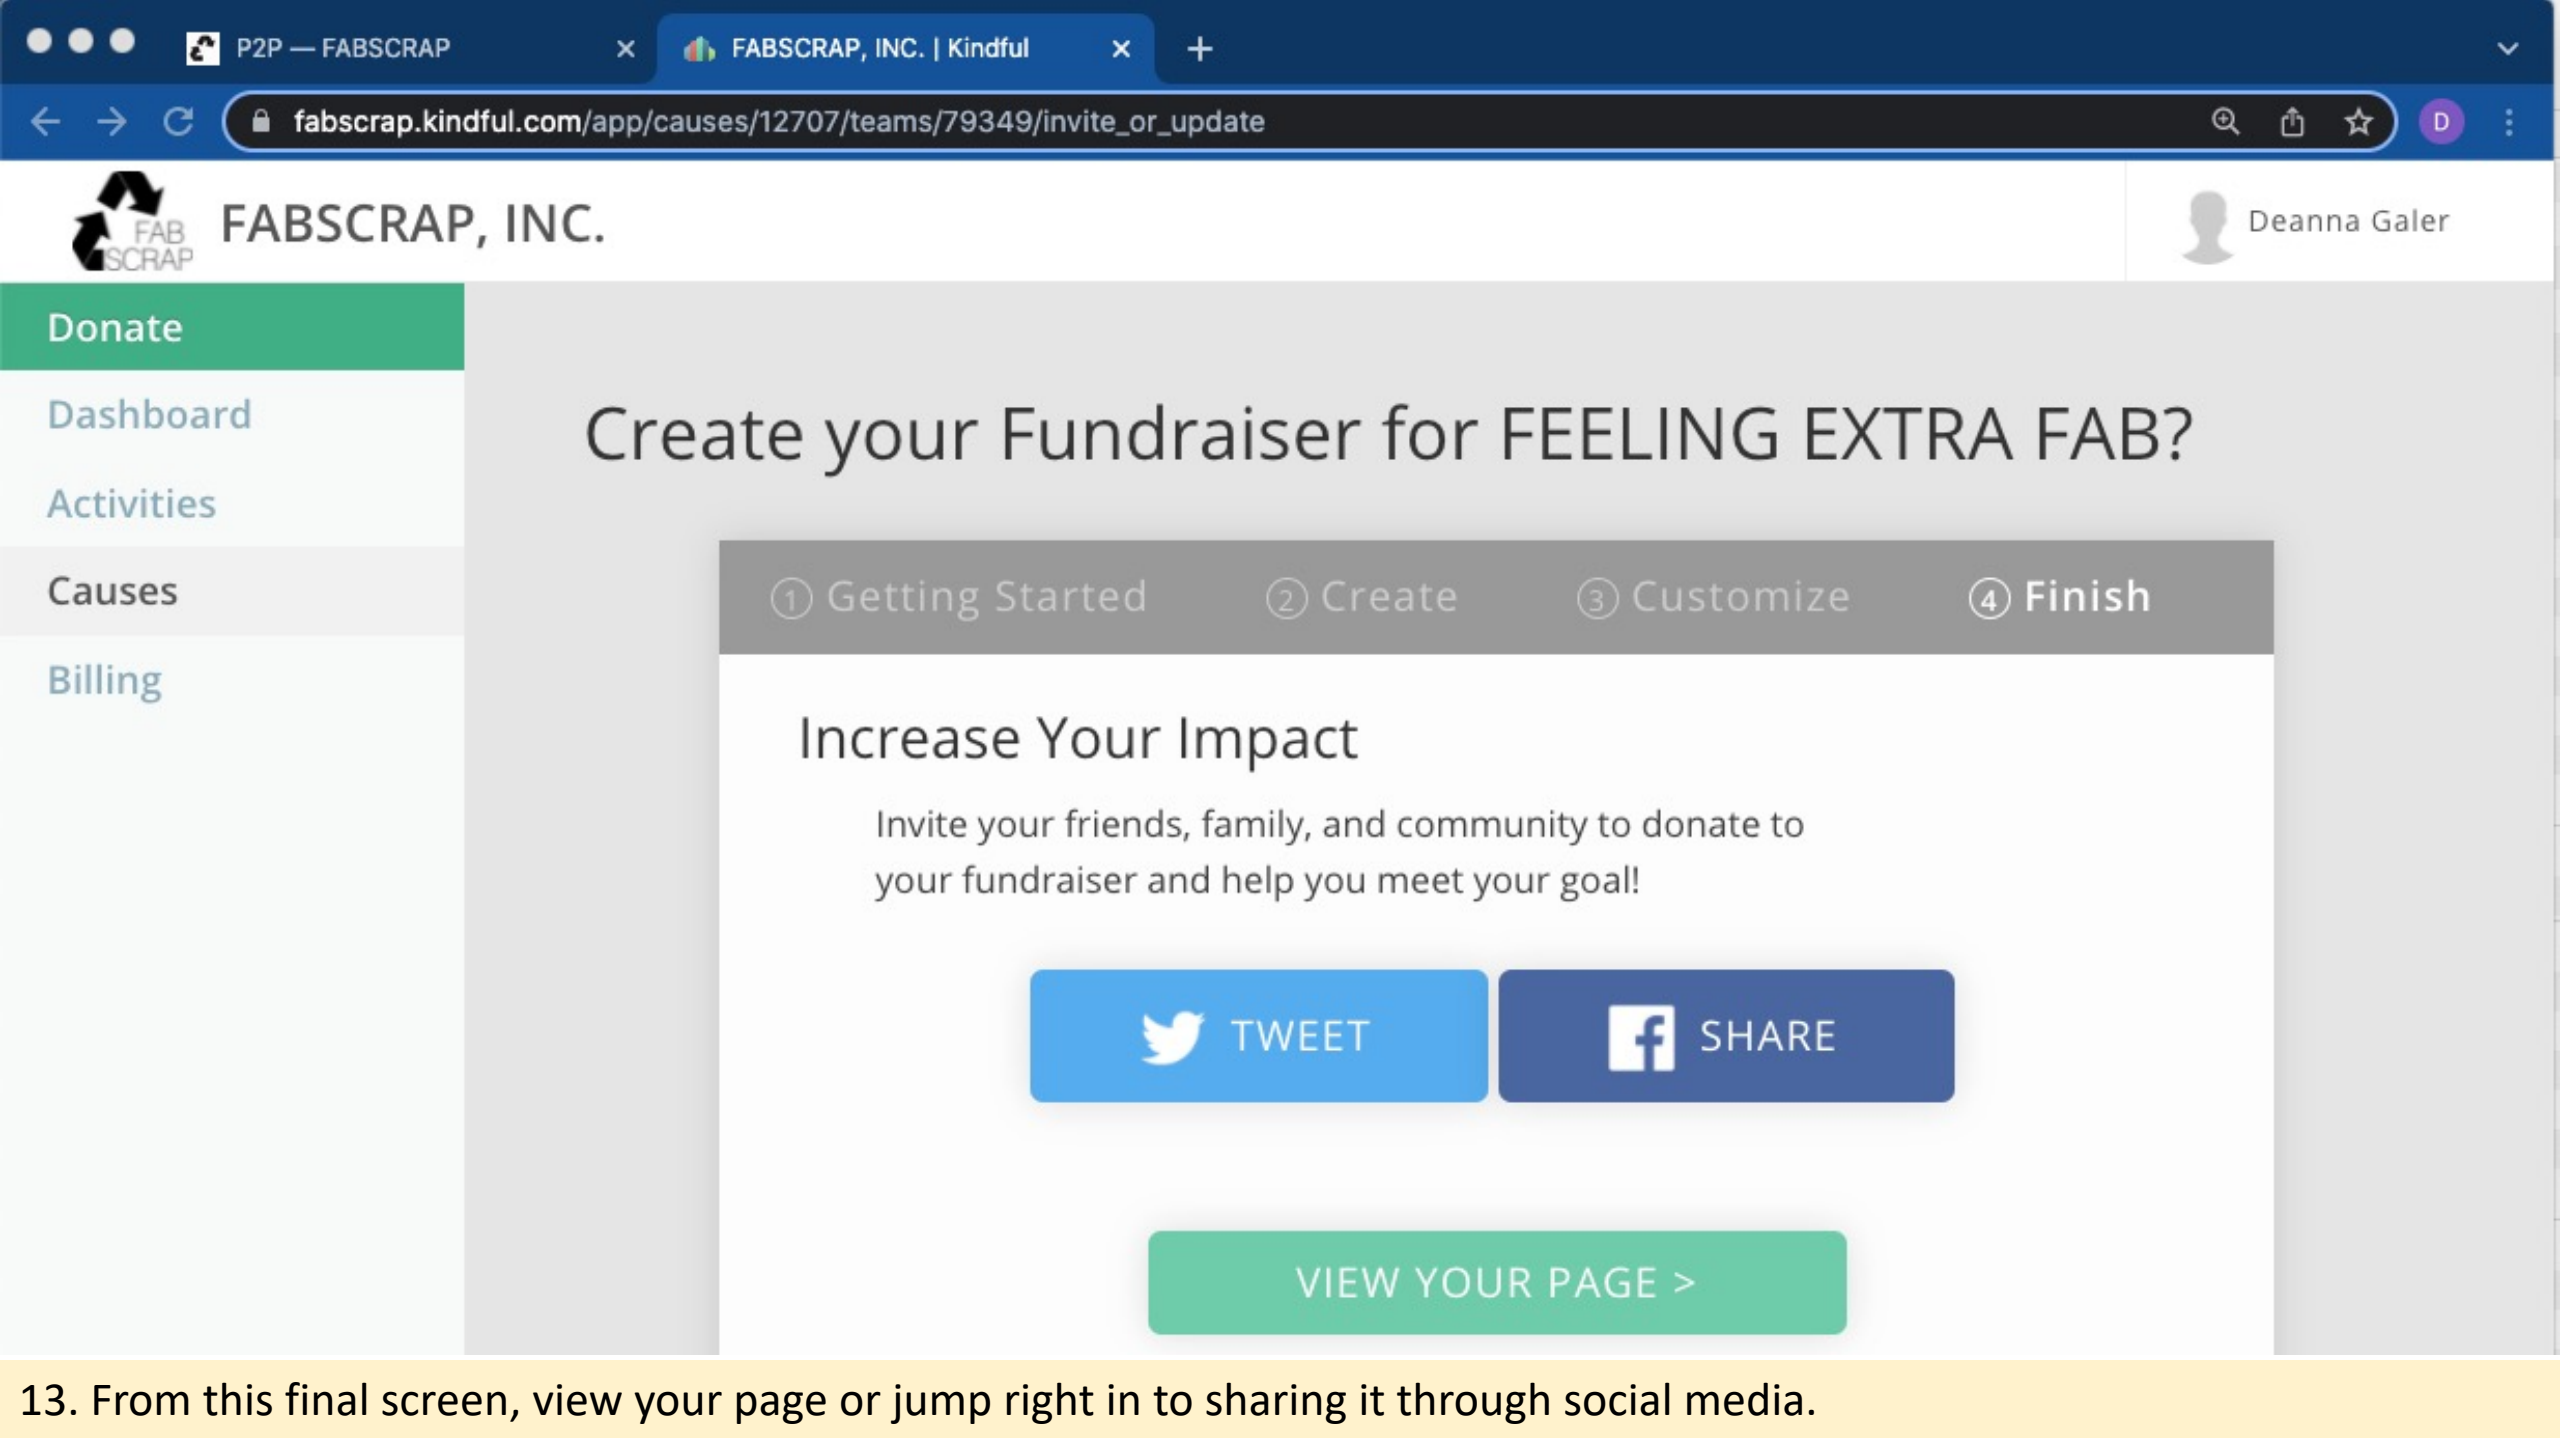 P2P — FABSCRAP
FABSCRAP, INC. | Kindful
fabscrap.kindful.com/app/causes/12707/teams/79349/invite_or_update
D
FAB
SCRAP
FABSCRAP, INC.
Deanna Galer
Donate
Dashboard
Activities
Causes
Billing
Create your Fundraiser for FEELING EXTRA FAB?
1 Getting Started
2 Create
3 Customize
4 Finish
Increase Your Impact
Invite your friends, family, and community to donate to
your fundraiser and help you meet your goal!
TWEET
SHARE
VIEW YOUR PAGE >
13. From this final screen, view your page or jump right in to sharing it through social media.